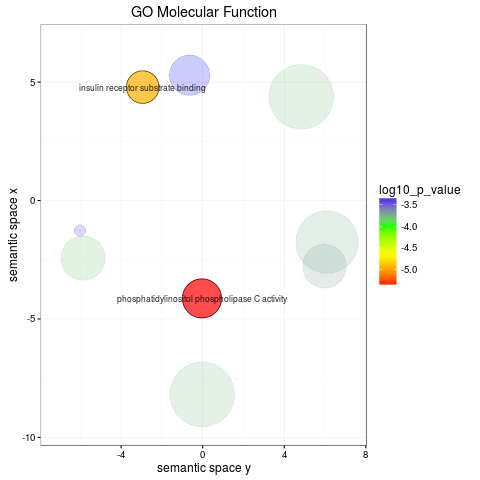 GO Molecular Function
insulin receptor substrate binding
phosphatidylinositol phospholipase C activity
5
0
-5
-10
-4
0
4
8
semantic space x
semantic space y
log10_p_value
-3.5
-4.0
-4.5
-5.0